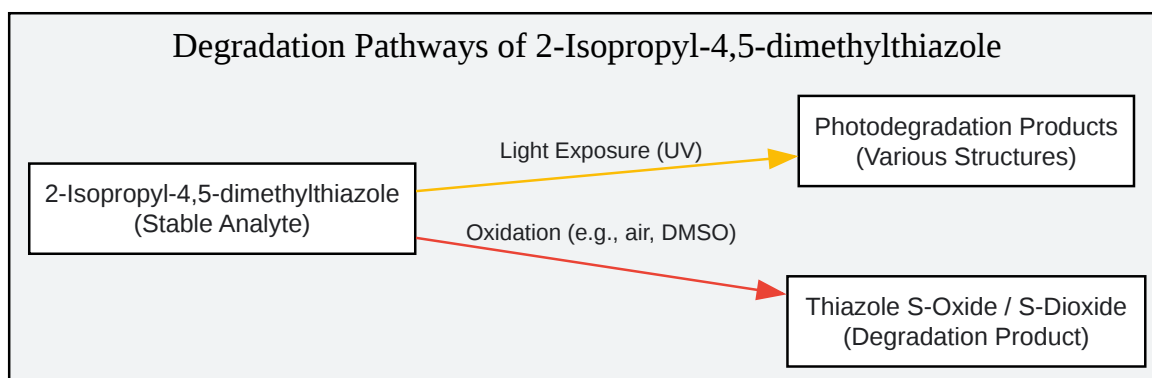 Degradation Pathways of 2-Isopropyl-4,5-dimethylthiazole
2-Isopropyl-4,5-dimethylthiazole
(Stable Analyte)
Light Exposure (UV)
Oxidation (e.g., air, DMSO)
Photodegradation Products
(Various Structures)
Thiazole S-Oxide / S-Dioxide
(Degradation Product)